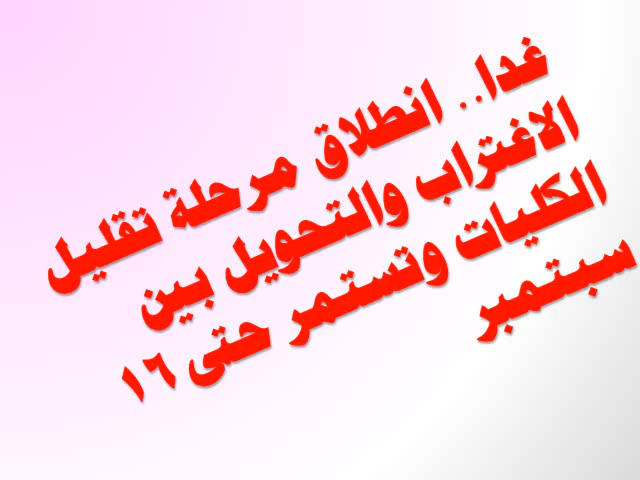 غدا.. انطلاق مرحلة تقليل
الاغتراب والتحويل بين
الكليات وتستمر حتى ١٦
سبتمبر